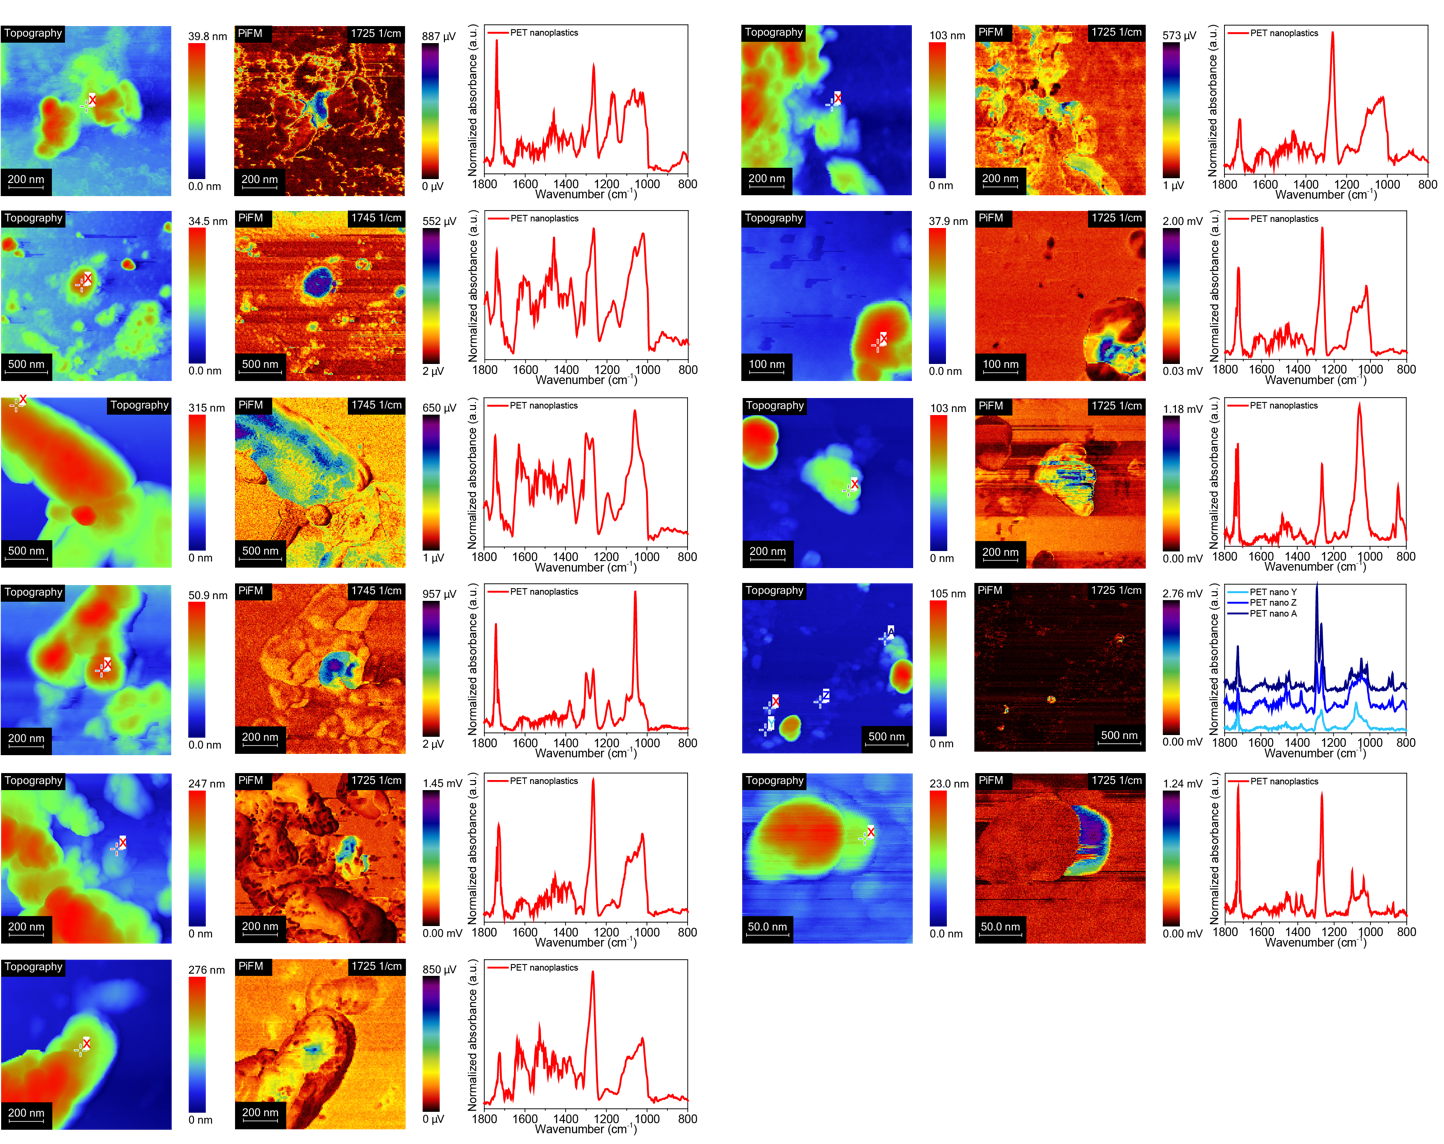 Topography
39.8 nm
0.0 nm
200 nm
PiFM
1725 1/cm
887 µV
0 µV
200 nm
PET nanoplastics
Normalized absorbance (a.u.)
1800 1600 1400 1200 1000 800
Wavenumber (cm-1)
X
Topography
103 nm
0 nm
200 nm
PiFM
1725 1/cm
573 µV
1 µV
200 nm
PET nanoplastics
Normalized absorbance (a.u.)
1800 1600 1400 1200 1000 800
Wavenumber (cm-1)
X
Topography
34.5 nm
0.0 nm
500 nm
PiFM
1745 1/cm
552 µV
2 µV
500 nm
PET nanoplastics
Normalized absorbance (a.u.)
1800 1600 1400 1200 1000 800
Wavenumber (cm-1)
X
Topography
37.9 nm
0.0 nm
100 nm
PiFM
1725 1/cm
2.00 mV
0.03 mV
100 nm
PET nanoplastics
Normalized absorbance (a.u.)
1800 1600 1400 1200 1000 800
Wavenumber (cm-1)
X
Topography
315 nm
0 nm
500 nm
PiFM
1745 1/cm
650 µV
1 µV
500 nm
PET nanoplastics
Normalized absorbance (a.u.)
1800 1600 1400 1200 1000 800
Wavenumber (cm-1)
X
Topography
103 nm
0 nm
200 nm
PiFM
1725 1/cm
1.18 mV
0.00 mV
200 nm
PET nanoplastics
Normalized absorbance (a.u.)
1800 1600 1400 1200 1000 800
Wavenumber (cm-1)
X
Topography
50.9 nm
0.0 nm
200 nm
PiFM
1745 1/cm
957 µV
2 µV
200 nm
PET nanoplastics
Normalized absorbance (a.u.)
1800 1600 1400 1200 1000 800
Wavenumber (cm-1)
X
Topography
105 nm
0 nm
500 nm
PiFM
1725 1/cm
2.76 mV
0.00 mV
500 nm
PET nano Y
PET nano Z
PET nano A
Normalized absorbance (a.u.)
1800 1600 1400 1200 1000 800
Wavenumber (cm-1)
A
X
Z
Y
Topography
247 nm
0 nm
200 nm
PiFM
1725 1/cm
1.45 mV
0.00 mV
200 nm
PET nanoplastics
Normalized absorbance (a.u.)
1800 1600 1400 1200 1000 800
Wavenumber (cm-1)
X
Topography
23.0 nm
0.0 nm
50.0 nm
PiFM
1725 1/cm
1.24 mV
0.00 mV
50.0 nm
PET nanoplastics
Normalized absorbance (a.u.)
1800 1600 1400 1200 1000 800
Wavenumber (cm-1)
X
Topography
276 nm
0 nm
200 nm
PiFM
1725 1/cm
850 µV
0 µV
200 nm
PET nanoplastics
Normalized absorbance (a.u.)
1800 1600 1400 1200 1000 800
Wavenumber (cm-1)
X